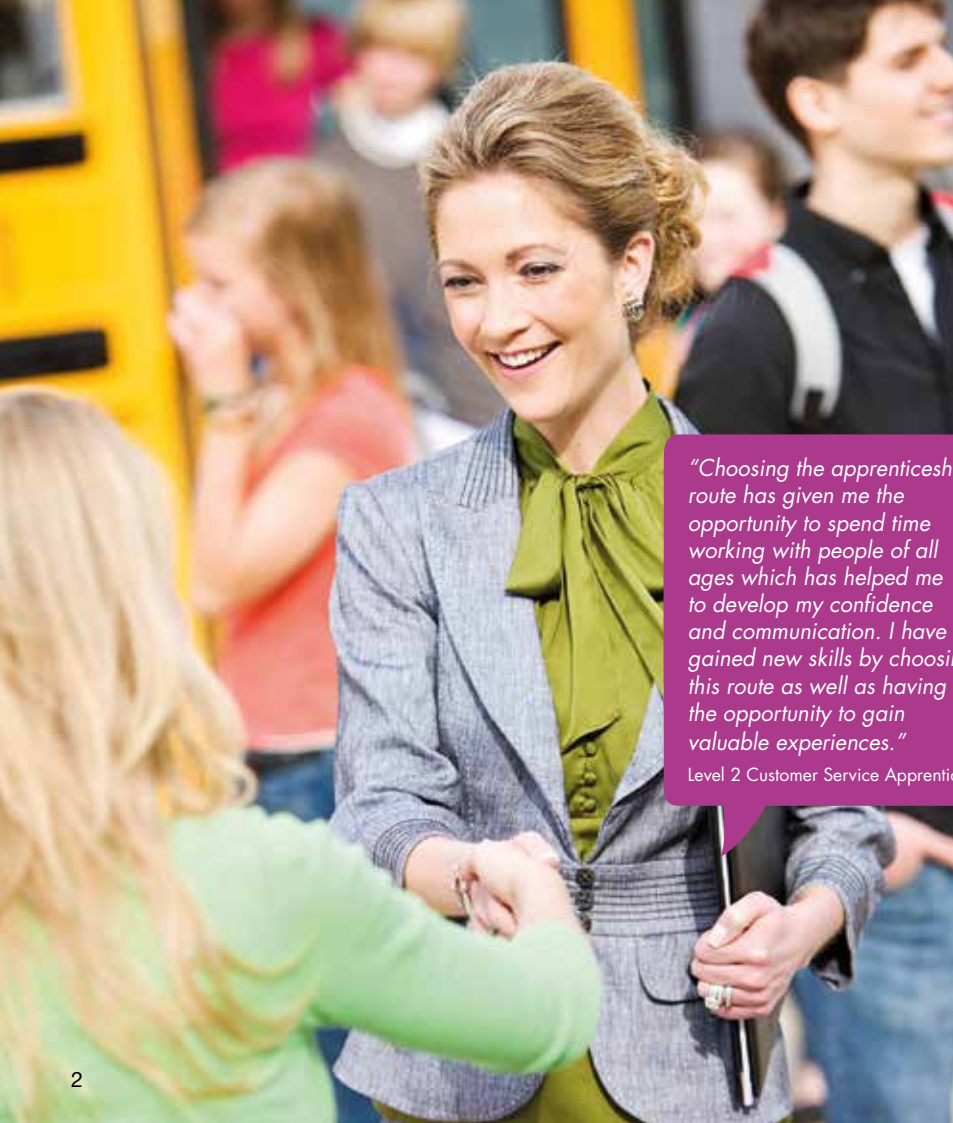 “Choosing the apprenticesh
route has given me the
opportunity to spend time
working with people of all
ages which has helped me
to develop my confidence
and communication. I have
gained new skills by choosi
this route as well as having
the opportunity to gain
valuable experiences.”
Level 2 Customer Service Apprentic
2